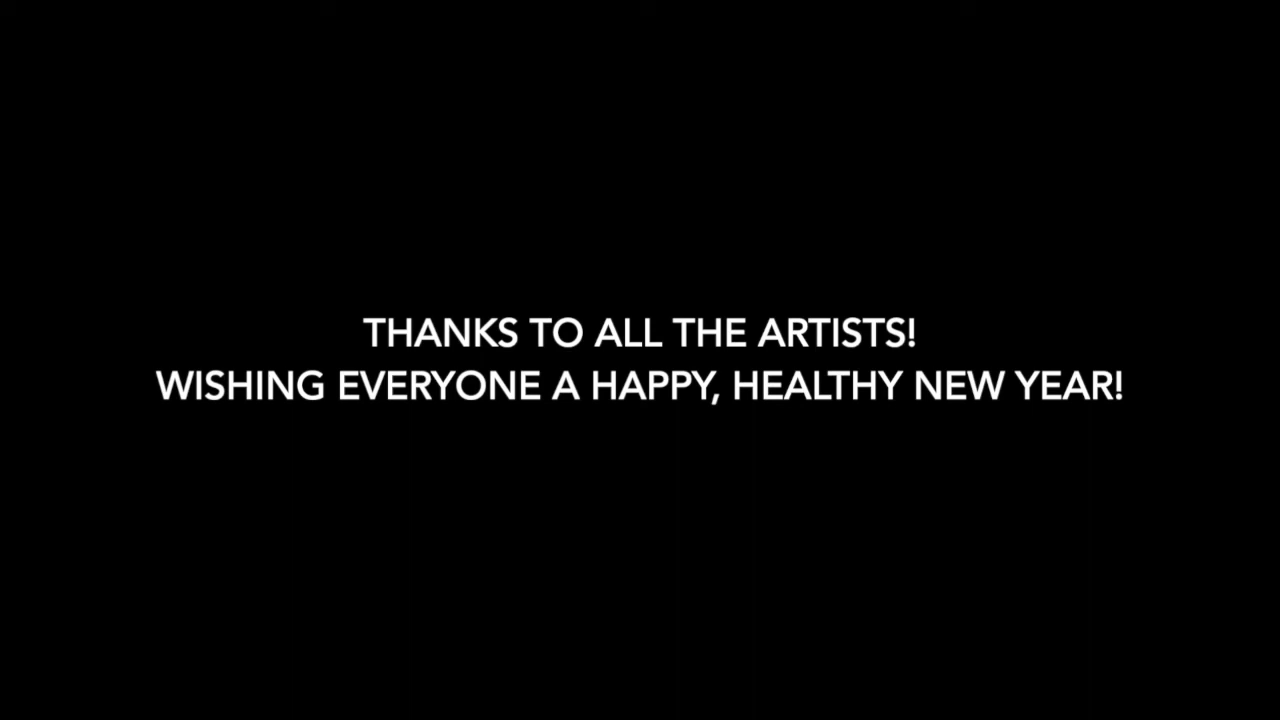 THANKS TO ALL THE ARTISTS!
WISHING EVERYONE A HAPPY, HEALTHY NEW YEAR!